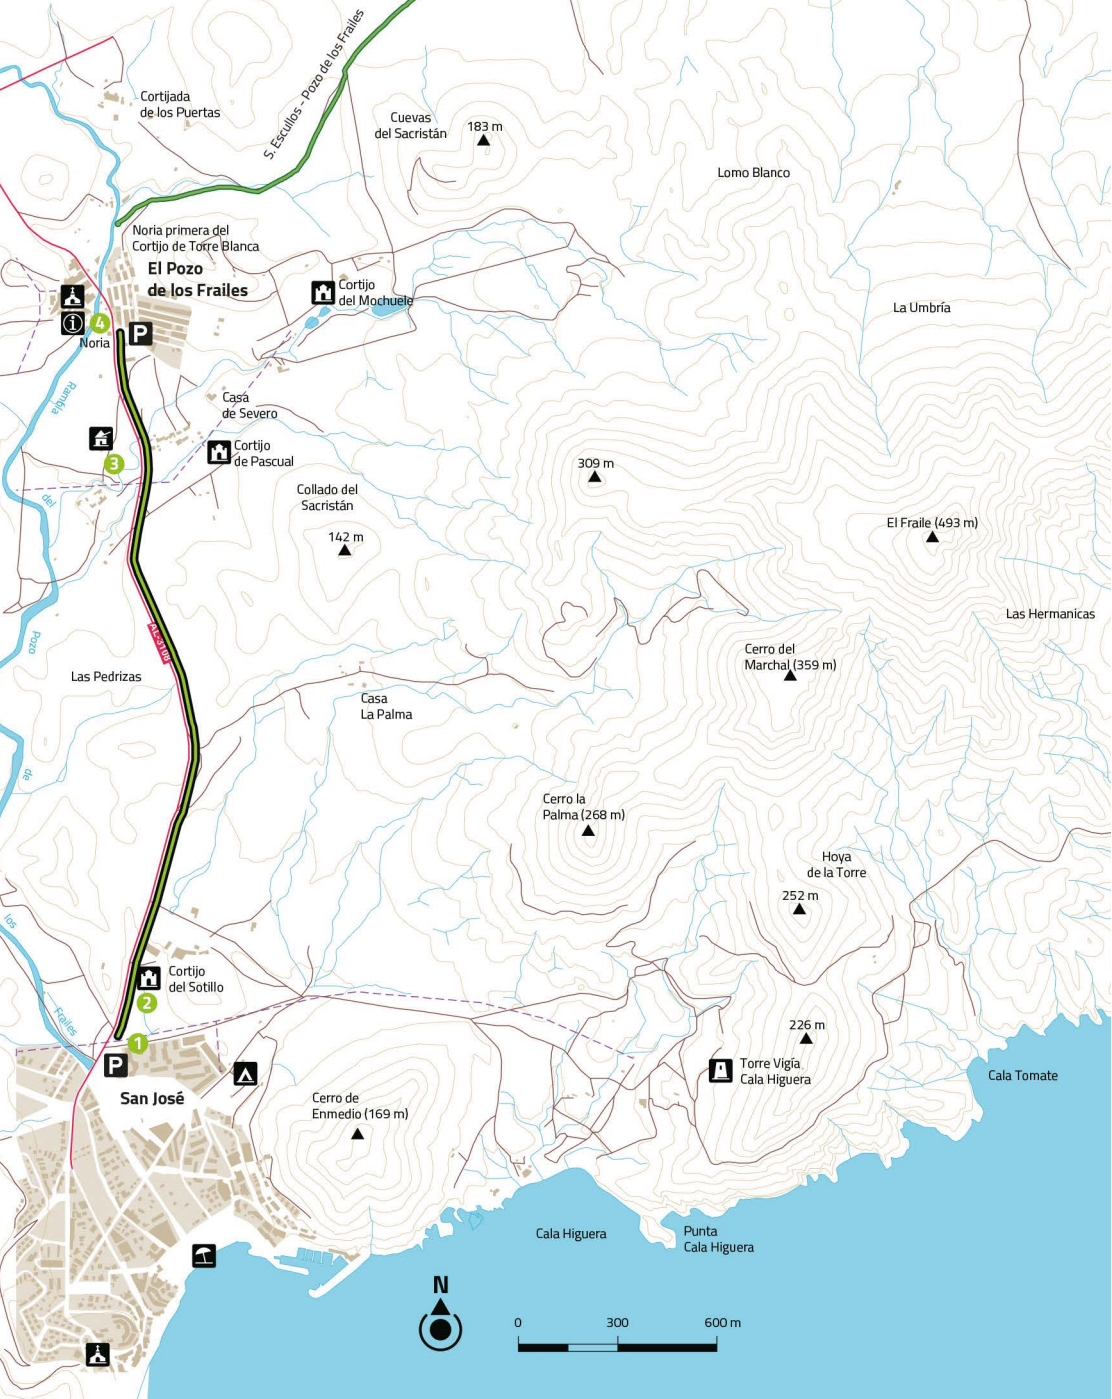 S. Escullos - Pozo de los Frailes
Cortijada
de los Puertas
Cuevas
del Sacristán
183 m
Lomo Blanco
Noria primera del
Cortijo de Torre Blanca
El Pozo
de los Frailes
Cortijo
del Mochuele
La Umbría
4
P
Noria
Rambla
Casa
de Severo
Cortijo
de Pascual
3
309 m
Collado del
Sacristán
del
142 m
El Fraile (493 m)
Las Hermanicas
Pozo
AL-3108
Cerro del
Marchal (359 m)
Las Pedrizas
Casa
La Palma
de
Cerro la
Palma (268 m)
Hoya
de la Torre
252 m
los
Cortijo
del Sotillo
2
Frailes
1
226 m
P
Torre Vigía
Cala Higuera
Cala Tomate
San José
Cerro de
Enmedio (169 m)
Cala Higuera
Punta
Cala Higuera
N
0 300 600 m